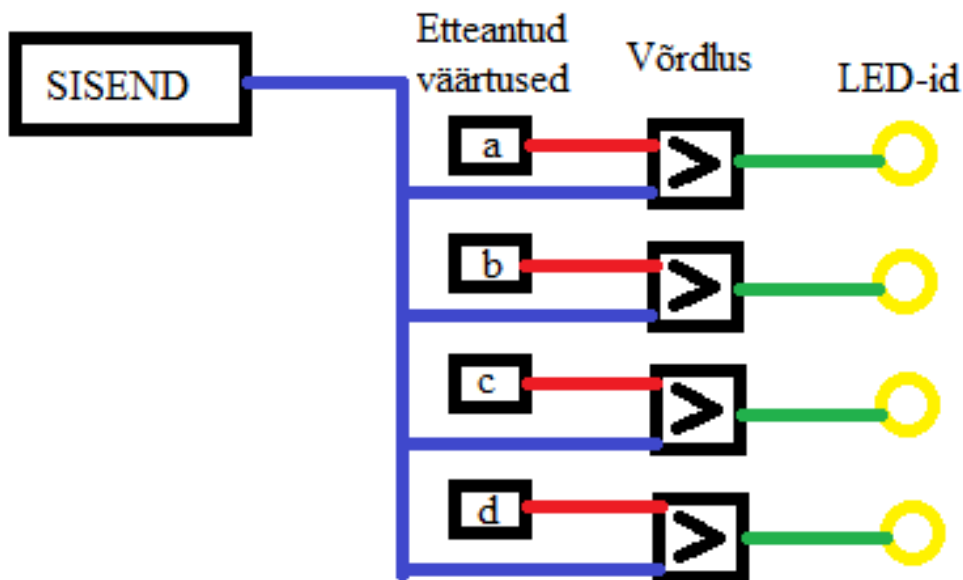 SISEND
Etteantud
väärtused
Võrdlus
LED-id
a
>
b
>
c
>
d
>